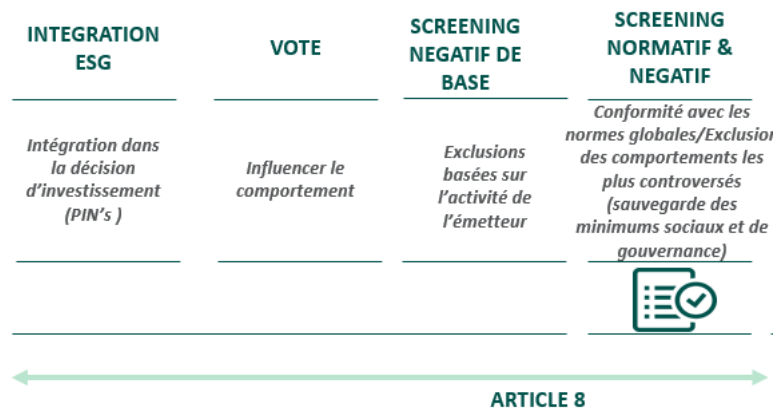 INTEGRATION
ESG
VOTE
SCREENING
NEGATIF DE
BASE
SCREENING
NORMATIF &
NEGATIF
Intégration dans
la décision
d'investissement
(PIN's )
Influencer le
comportement
Exclusions
basées sur
l'activité de
l'émetteur
Conformité avec les
normes globales/Exclusion
des comportements les
plus controversés
(sauvegarde des
minimums sociaux et de
gouvernance)
ARTICLE 8